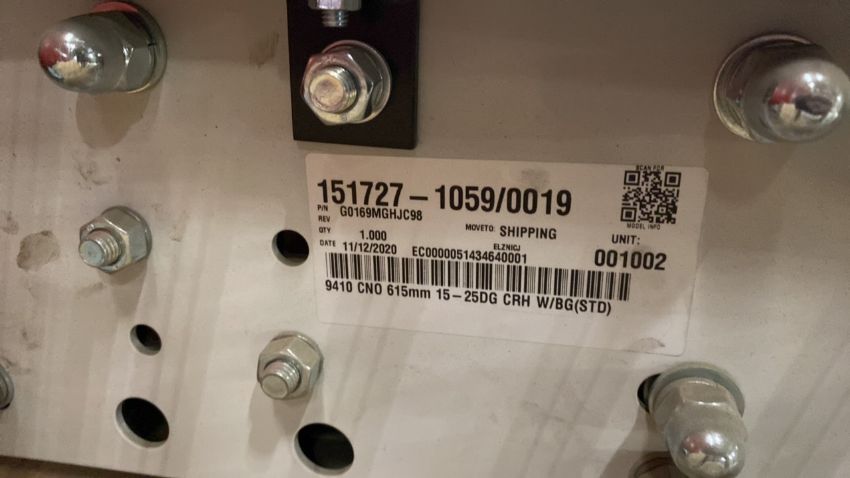 SCAN FOR
MODEL INFO
151727-1059/0019
P/N G0169MGHJC98
REV
MOVETO: SHIPPING
QTY 1.000
UNIT: 001002
DATE 11/12/2020
ELZNICJ
EC0000051434640001
9410 CNO 615mm 15-25DG CRH W/BG(STD)